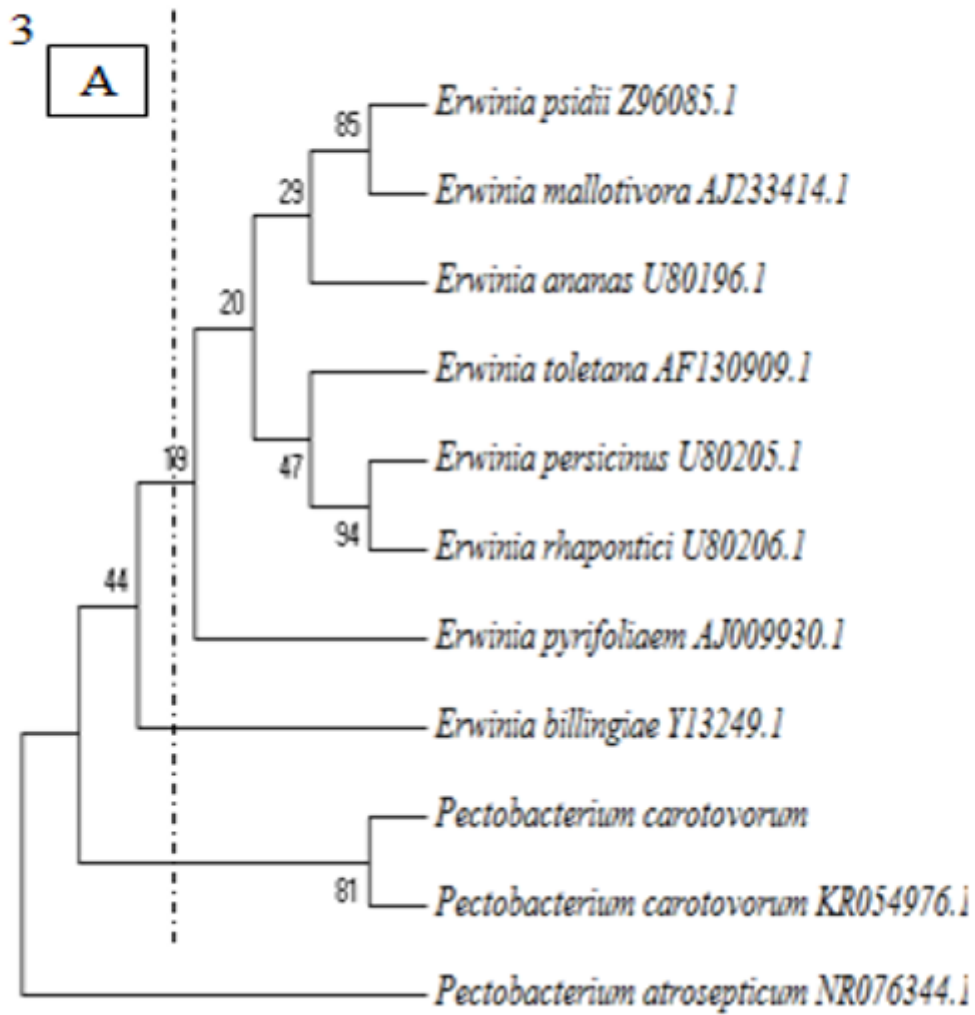 3
A
Erwinia psidii Z96085.1
85
Erwinia mallotivora AJ233414.1
29
Erwinia ananas U80196.1
20
Erwinia toletana AF130909.1
Erwinia persicinus U80205.1
19
47
94
Erwinia rhapontici U80206.1
44
Erwinia pyrifoliaem AJ009930.1
Erwinia billingiae Y13249.1
Pectobacterium carotovorum
81
Pectobacterium carotovorum KR054976.1
Pectobacterium atrosepticum NR076344.1